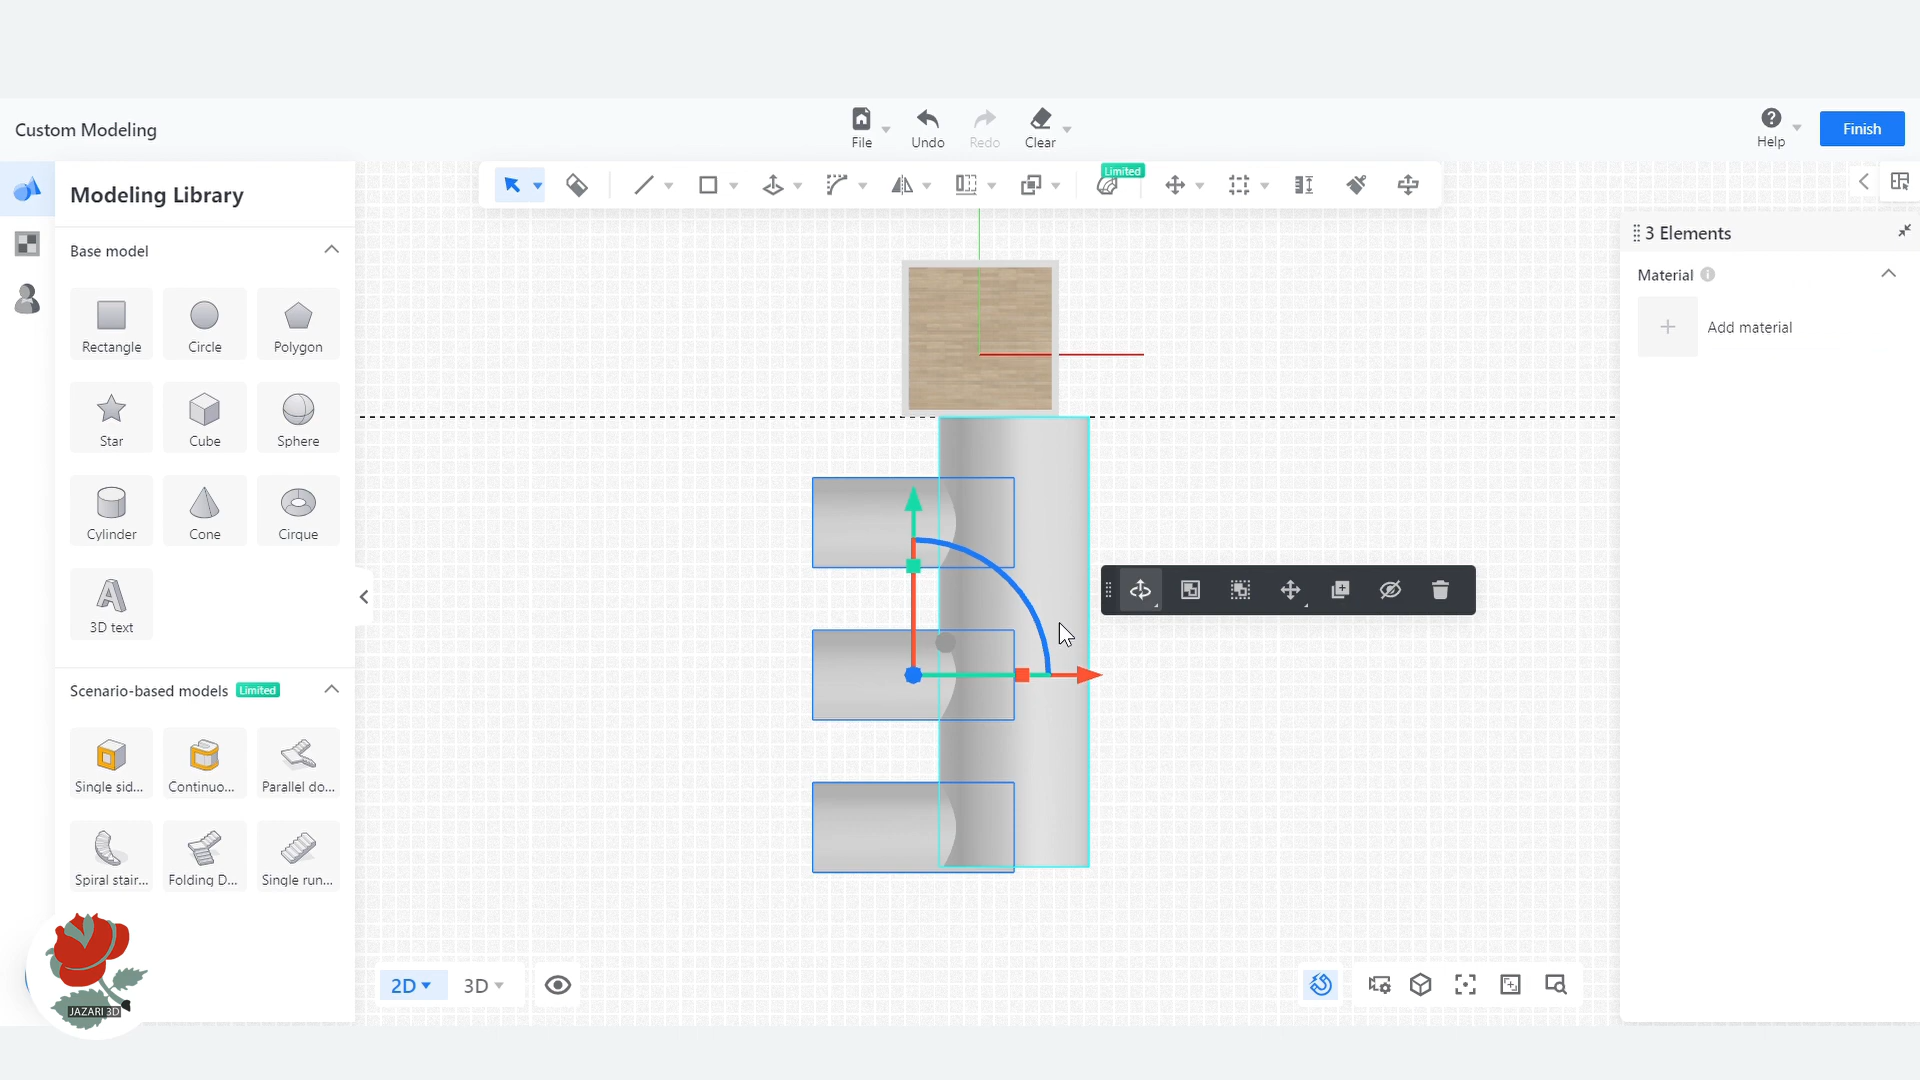 Custom Modeling
File
Undo
Redo
Clear
Help
Finish
Limited
Modeling Library
Base model
Rectangle
Circle
Polygon
Star
Cube
Sphere
Cylinder
Cone
Cirque
3D text
Scenario-based models Limited
Single sid...
Continuo...
Parallel do...
Spiral stair...
Folding D...
Single run...
JAZARI 3D
2D
3D
3 Elements
Material
Add material